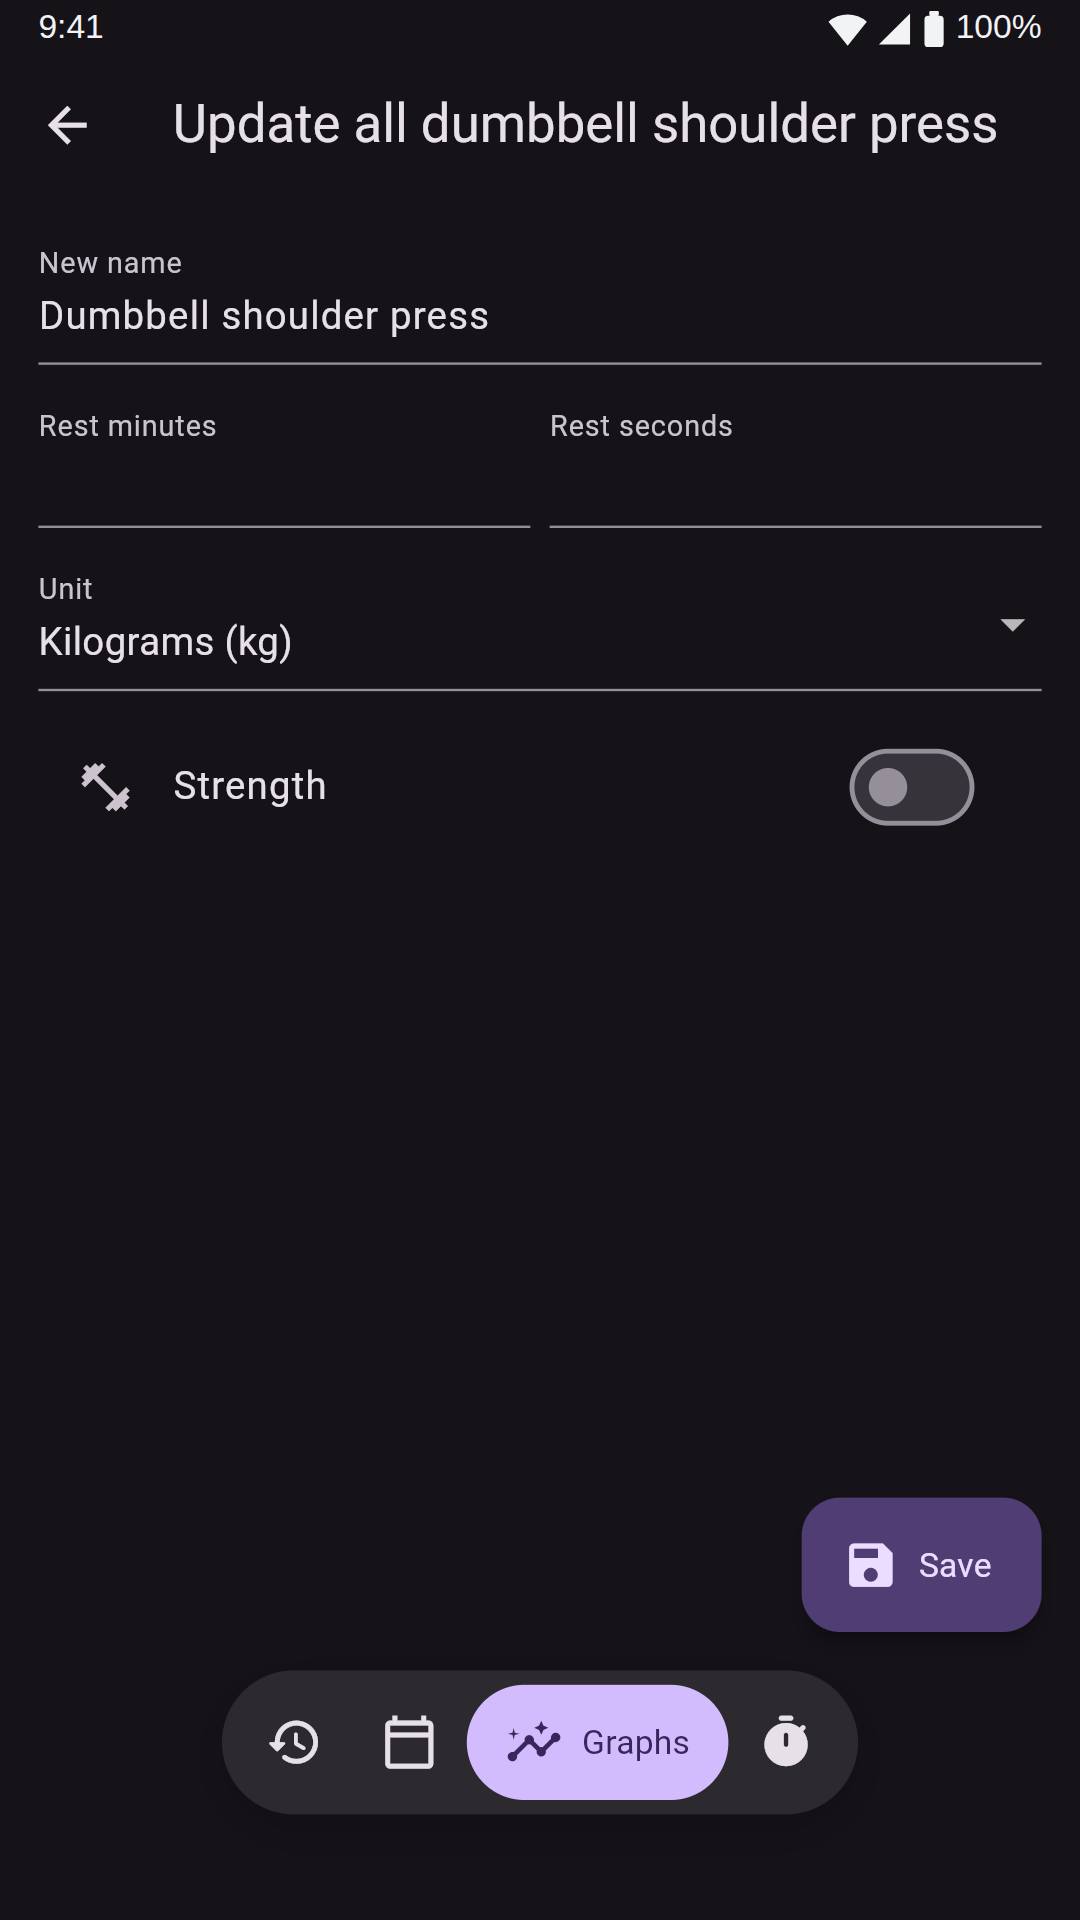 9:41
100%
Update all dumbbell shoulder press
New name
Dumbbell shoulder press
Rest minutes
Rest seconds
Unit
Kilograms (kg)
Strength
Save
Graphs